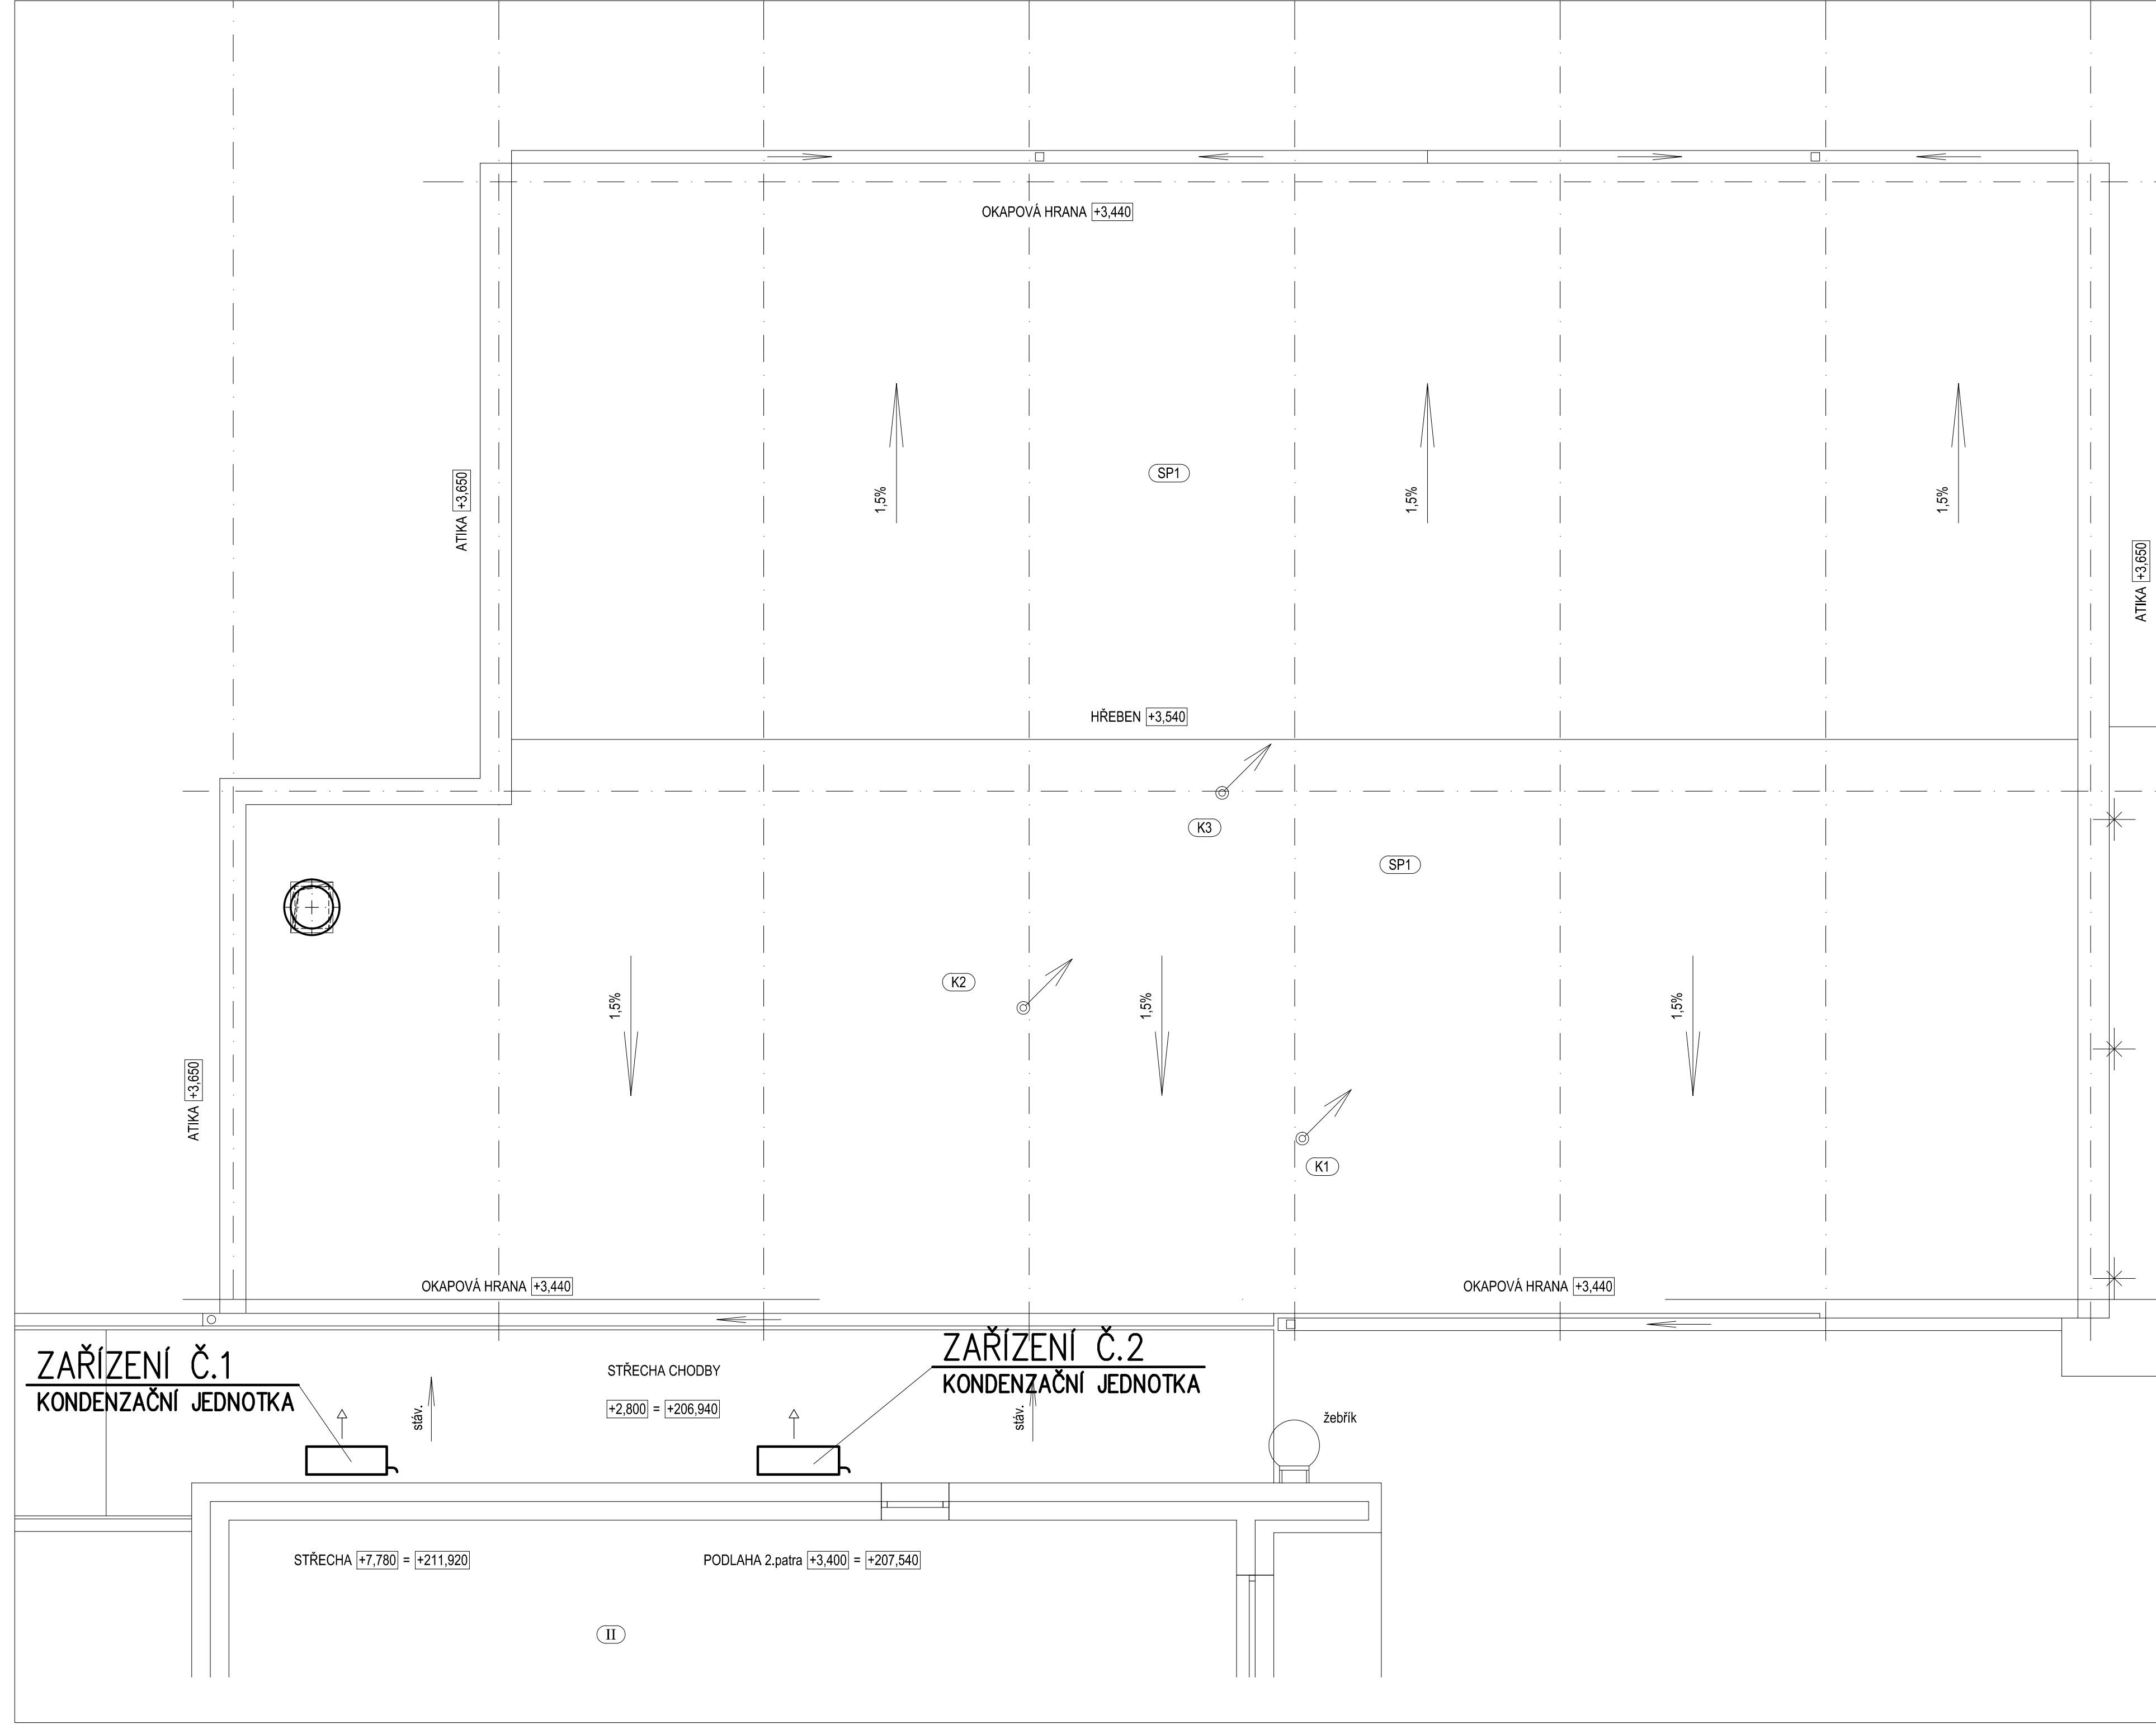 OKAPOVÁ HRANA +3,440
ATIKA +3,650
1,5%
1,5%
1,5%
SP1
ATIKA +3,650
HŘEBEN +3,540
K3
SP1
K2
1,5%
1,5%
1,5%
ATIKA +3,650
K1
OKAPOVÁ HRANA +3,440
OKAPOVÁ HRANA +3,440
ZAŘÍZENÍ Č.1
KONDENZAČNÍ JEDNOTKA
stáv.
STŘECHA CHODBY
+2,800 = +206,940
ZAŘÍZENÍ Č.2
KONDENZAČNÍ JEDNOTKA
stáv.
žebřík
STŘECHA +7,780 = +211,920
PODLAHA 2.patra +3,400 = +207,540
II